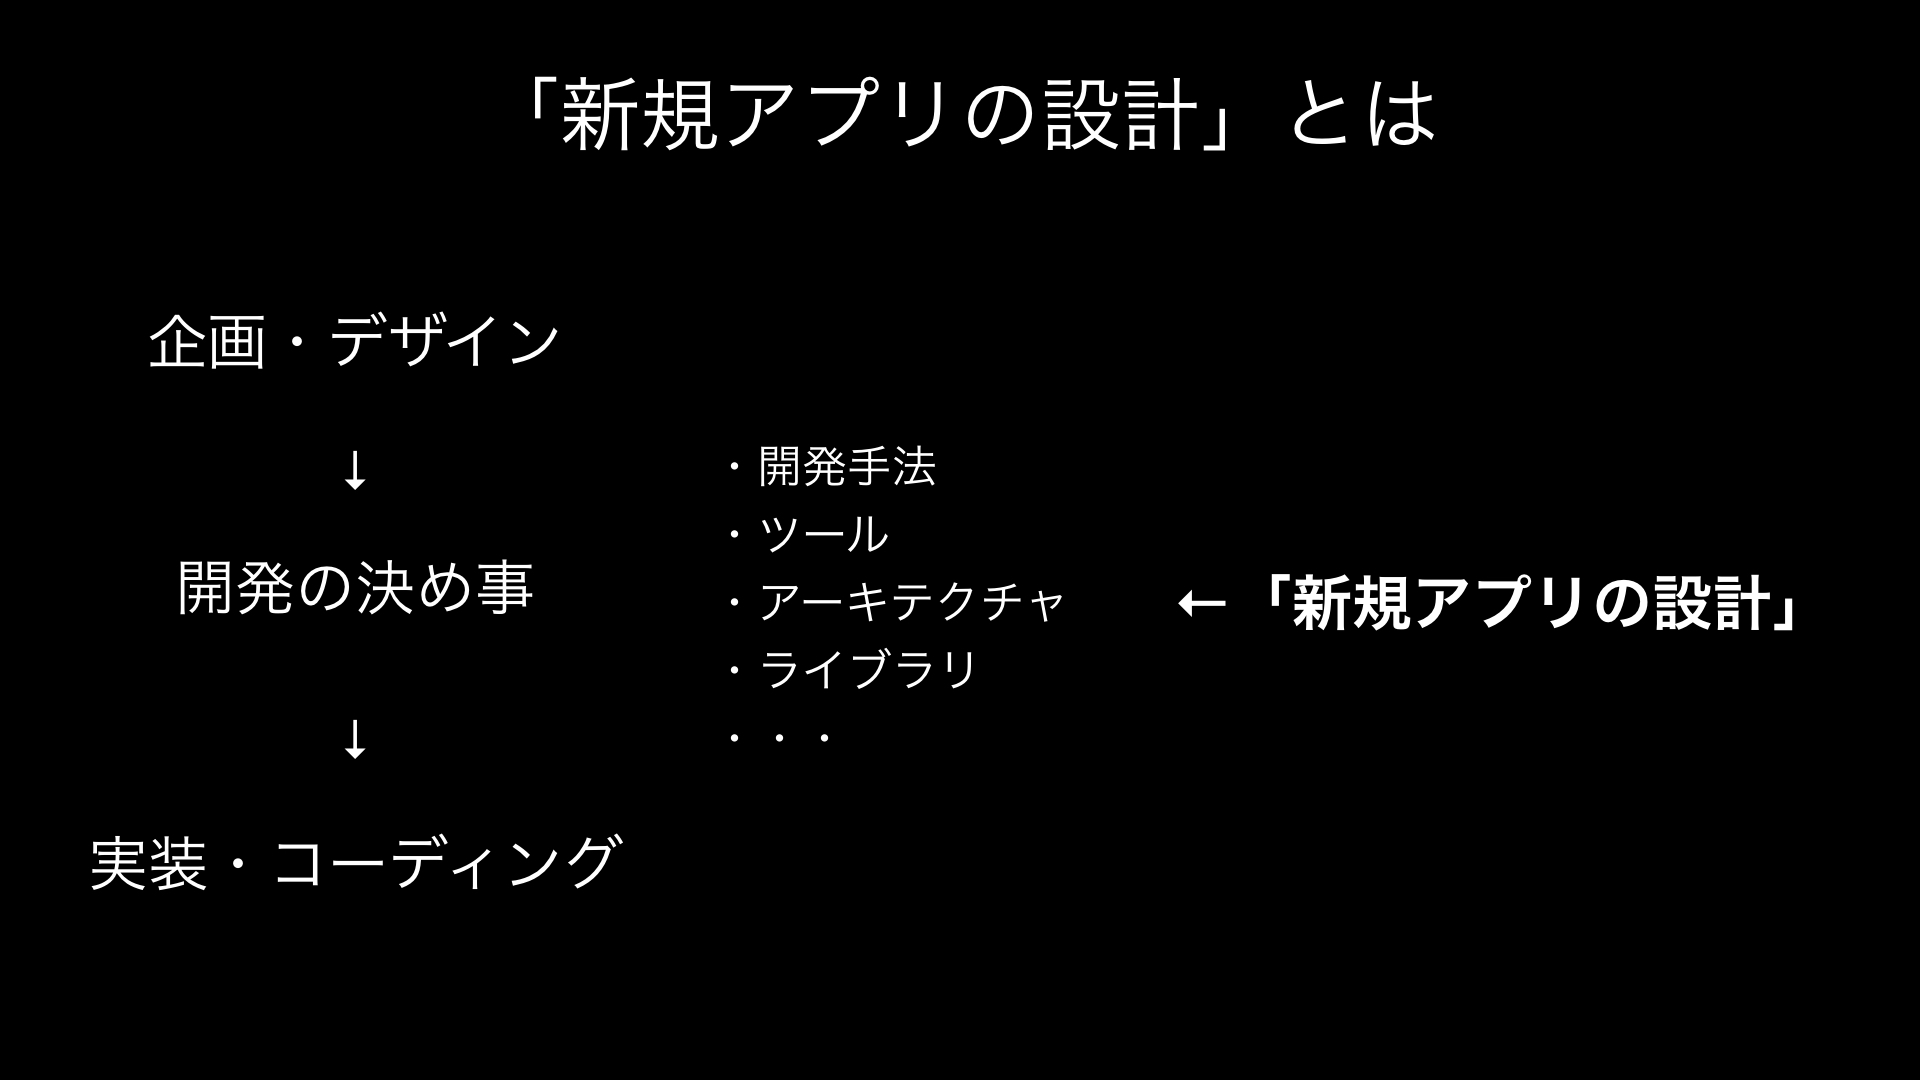 「新規アプリの設計」とは
企画・デザイン
↓
開発の決め事
↓
実装・コーディング
・開発手法
・ツール
・アーキテクチャ
・ライブラリ
・・・
←「新規アプリの設計」